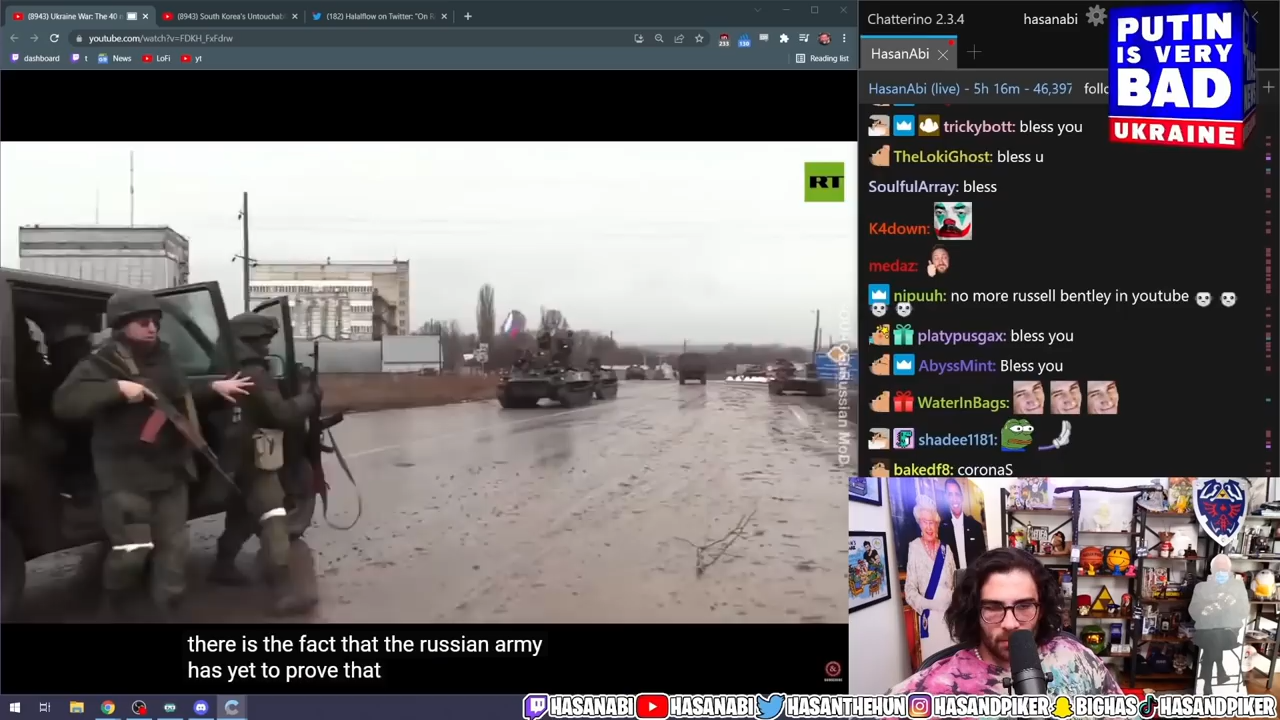 (8943) Ukraine War: The 40
(8943) South Korea's Untouchab
(182) Halalflow on Twitter: "On
youtube.com/watch?v=FDKH_FxFdrw
dashboard
t
News
LoFi
yt
Reading list
RT
Russian MoD
there is the fact that the russian army
has yet to prove that
Chatterino 2.3.4
hasanabi
HasanAbi
HasanAbi (live) - 5h 16m - 46,397
follo
trickybott: bless you
TheLokiGhost: bless u
SoulfulArray: bless
K4down:
medaz:
nipuuh: no more russell bentley in youtube
platypusgax: bless you
AbyssMint: Bless you
WaterInBags:
shadee1181:
bakedf8: coronaS
PUTIN
IS VERY
BAD
UKRAINE
HASANABI
HASANABI
HASANTHEHUN
HASANDPIKER
BIGHAS
HASANDPIKER